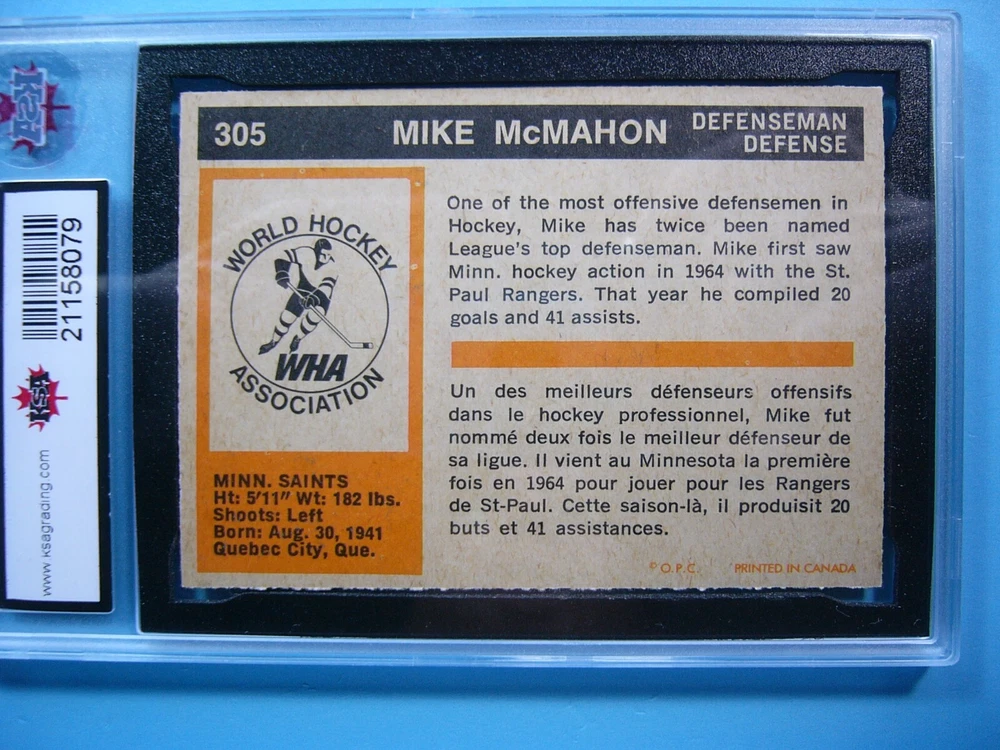 305 MIKE McMAHON DEFENSEMAN
DEFENSE
WORLD HOCKEY
WHA
ASSOCIATION
MINN. SAINTS
Ht: 5'11" Wt: 182 lbs.
Shoots: Left
Born: Aug. 30, 1941
Quebec City, Que.
One of the most offensive defensemen in
Hockey, Mike has twice been named
League's top defenseman. Mike first saw
Minn. hockey action in 1964 with the St.
Paul Rangers. That year he compiled 20
goals and 41 assists.
Un des meilleurs défenseurs offensifs
dans le hockey professionnel, Mike fut
nommé deux fois le meilleur défenseur de
sa ligue. Il vient au Minnesota la première
fois en 1964 pour jouer pour les Rangers
de St-Paul. Cette saison-là, il produisit 20
buts et 41 assistances.
© O.P.C. PRINTED IN CANADA
KSA
21158079
KSA
www.ksagrading.com